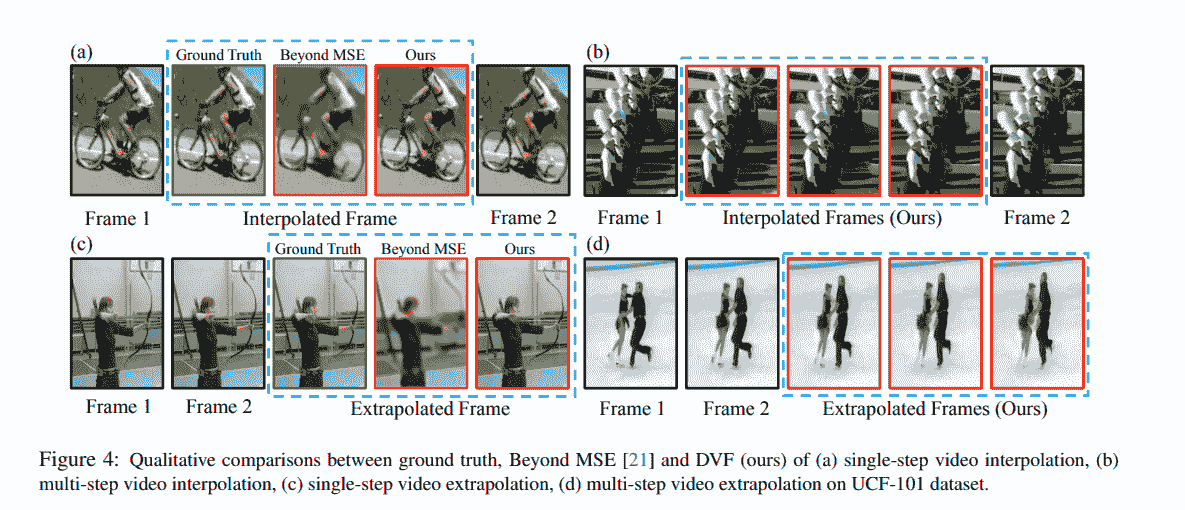 (a)
Ground Truth Beyond MSE Ours
Frame 1 Interpolated Frame Frame 2
(b)
Frame 1 Interpolated Frames (Ours) Frame 2
(c)
Ground Truth Beyond MSE Ours
Frame 1 Frame 2 Extrapolated Frame
(d)
Frame 1 Frame 2 Extrapolated Frames (Ours)
Figure 4: Qualitative comparisons between ground truth, Beyond MSE [21] and DVF (ours) of (a) single-step video interpolation, (b)
multi-step video interpolation, (c) single-step video extrapolation, (d) multi-step video extrapolation on UCF-101 dataset.